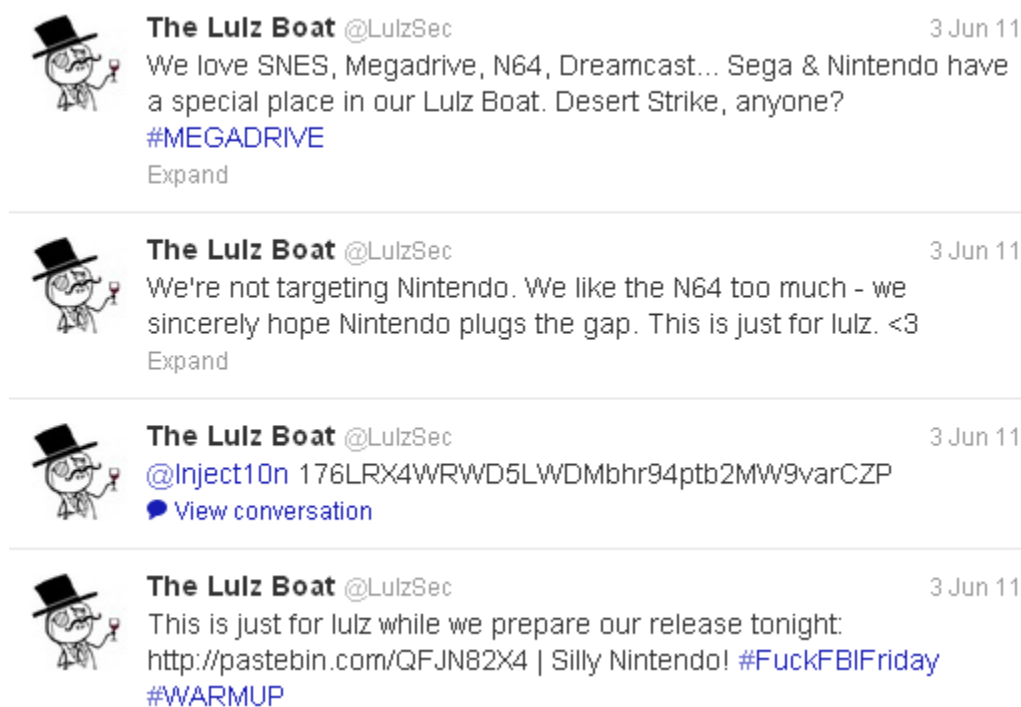 The Lulz Boat @LulzSec 3 Jun 11
We love SNES, Megadrive, N64, Dreamcast... Sega & Nintendo have
a special place in our Lulz Boat. Desert Strike, anyone?
#MEGADRIVE
Expand
The Lulz Boat @LulzSec 3 Jun 11
We're not targeting Nintendo. We like the N64 too much - we
sincerely hope Nintendo plugs the gap. This is just for lulz. <3
Expand
The Lulz Boat @LulzSec 3 Jun 11
@Inject10n 176LRX4WRWD5LWDMbhr94ptb2MW9varCZP
View conversation
The Lulz Boat @LulzSec 3 Jun 11
This is just for lulz while we prepare our release tonight:
http://pastebin.com/QFJN82X4 | Silly Nintendo! #FuckFBIFriday
#WARMUP